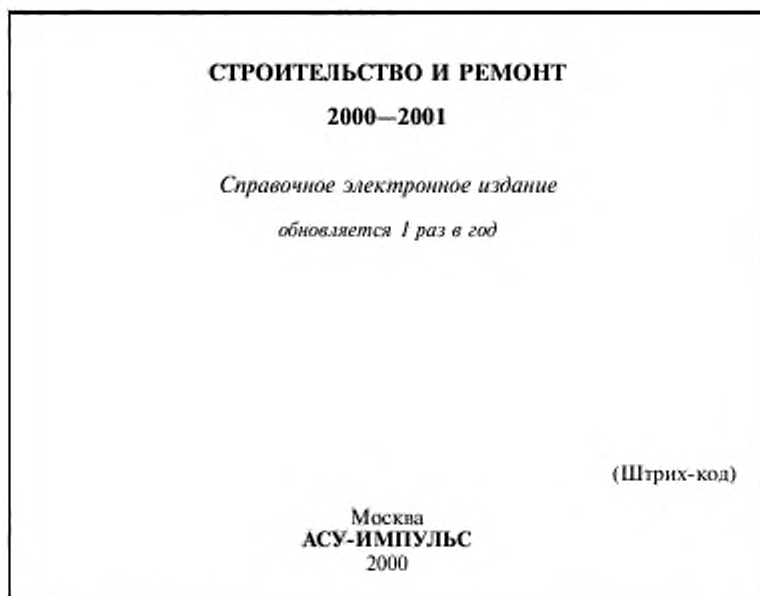 СТРОИТЕЛЬСТВО И РЕМОНТ
2000—2001
Справочное электронное издание
обновляется 1 раз в год
(Штрих-код)
Москва
АСУ-ИМПУЛЬС
2000